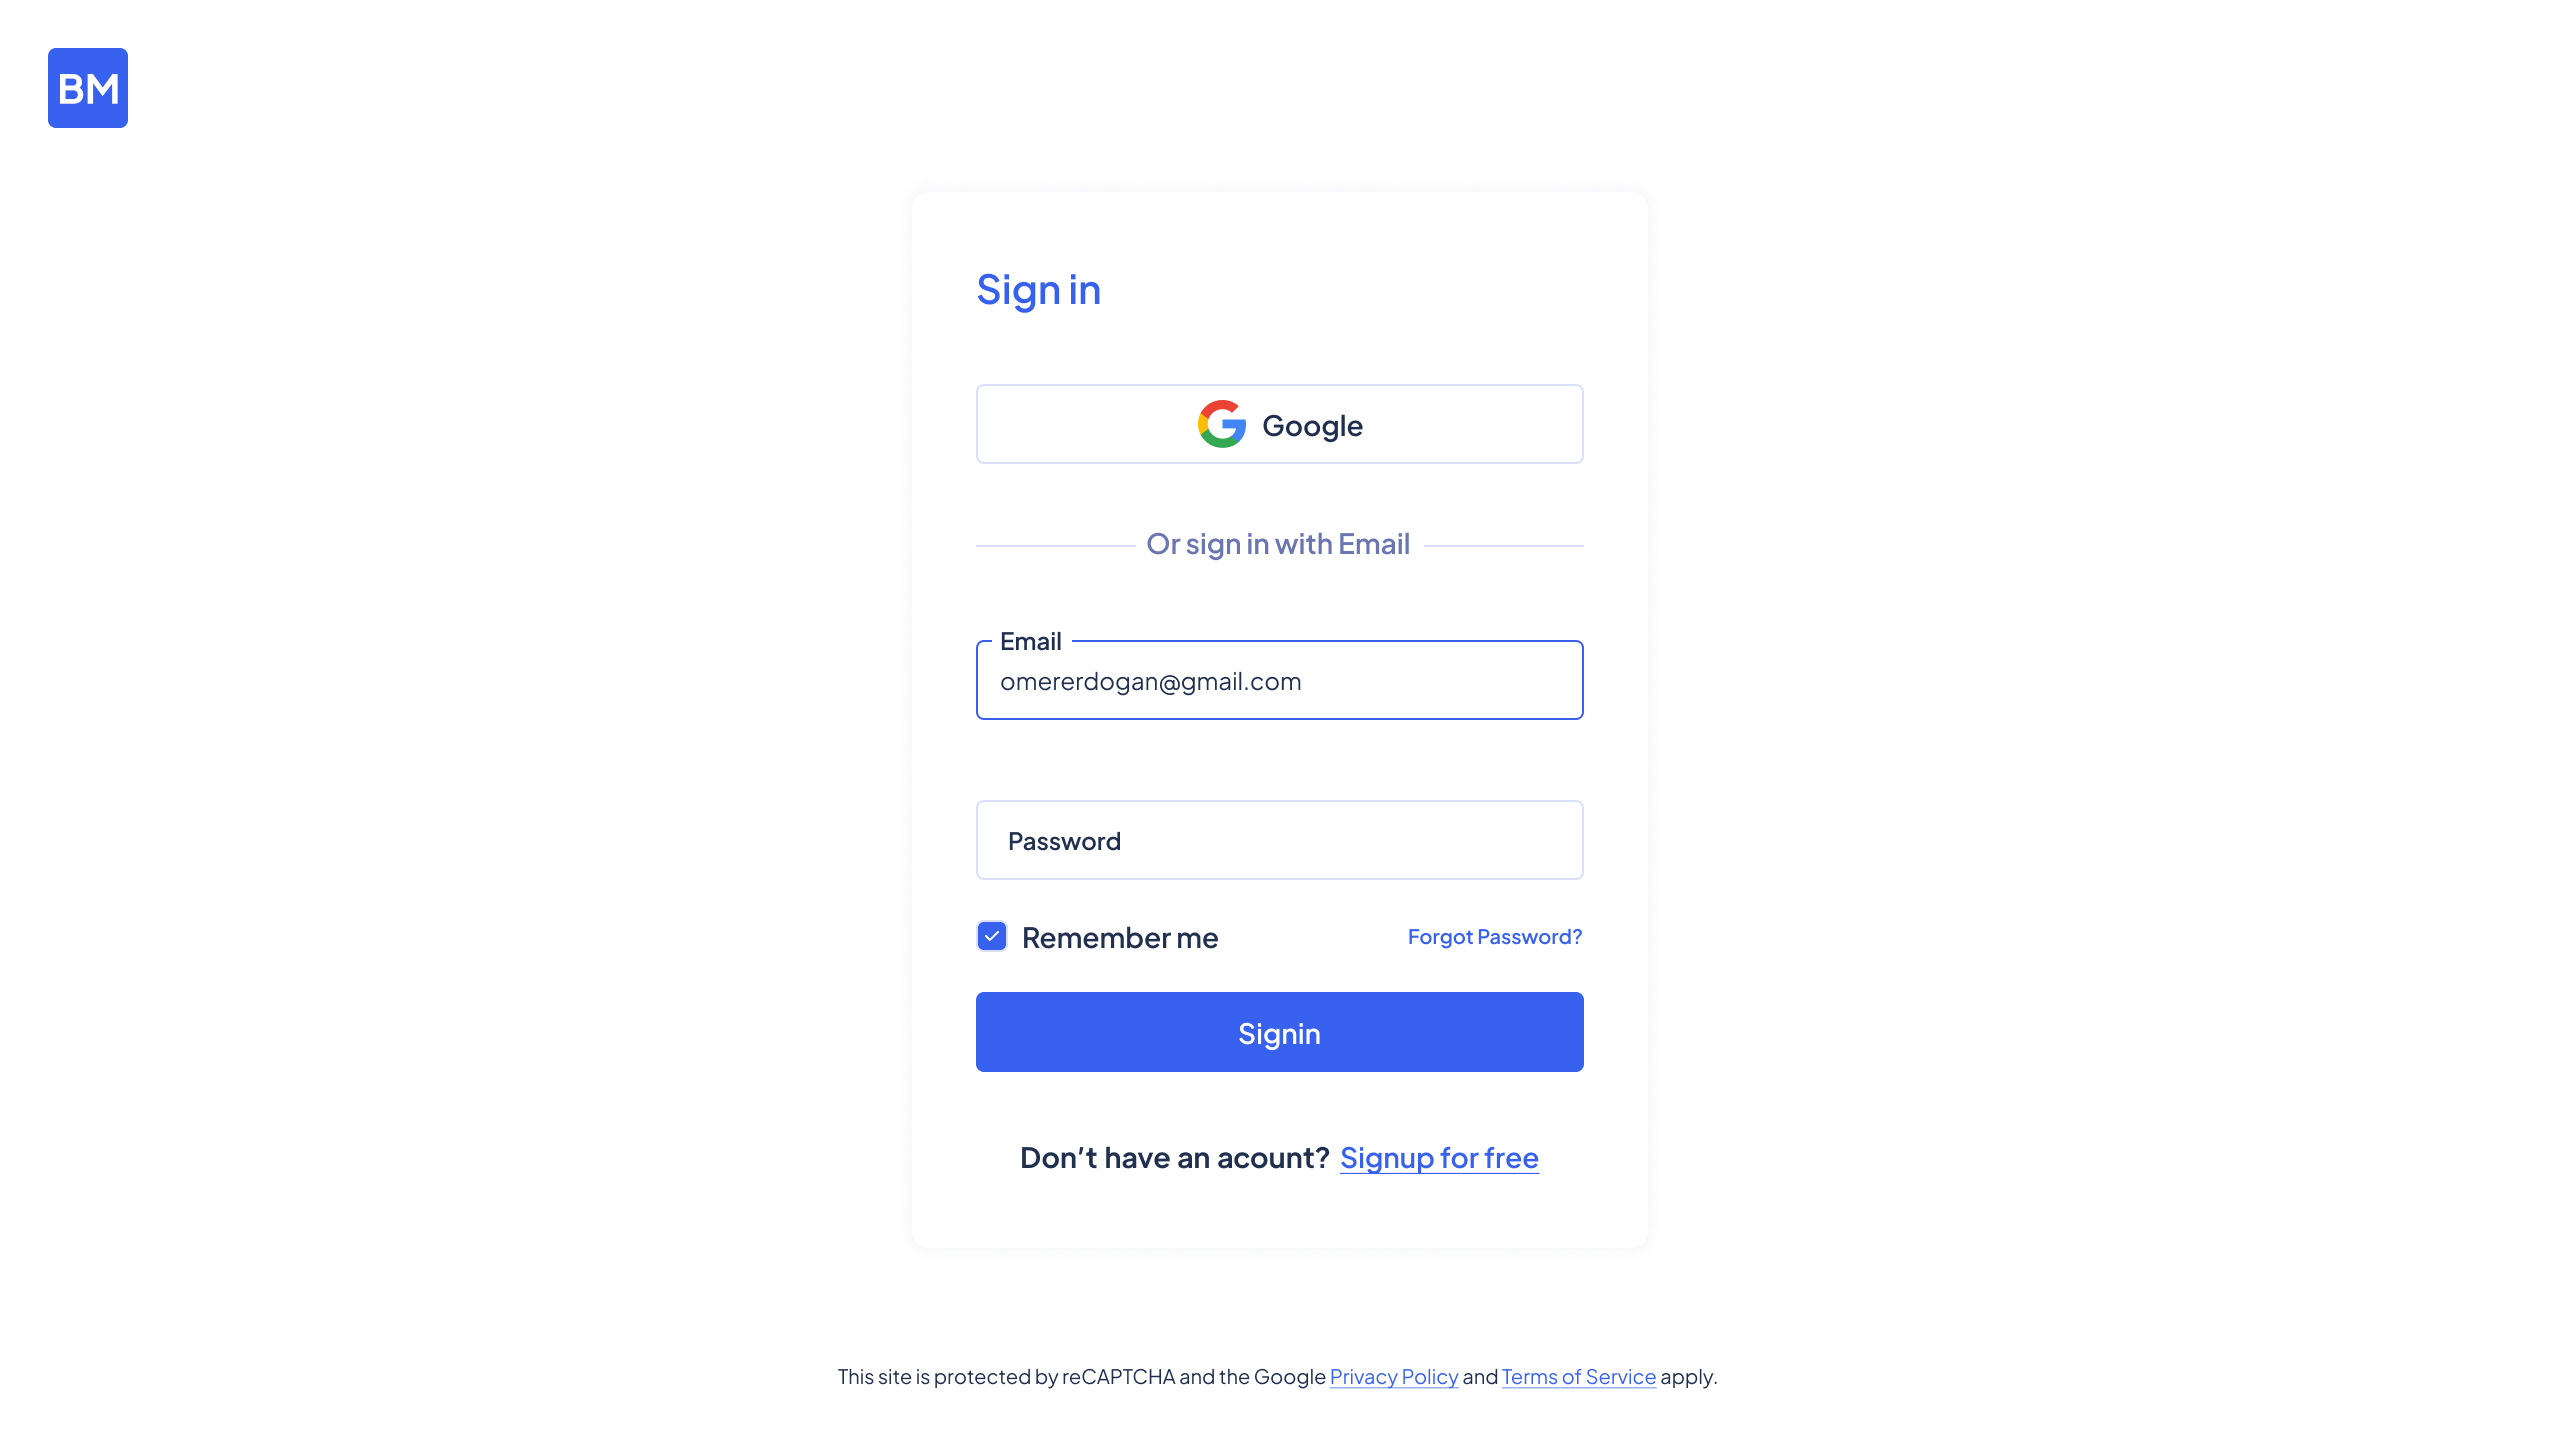 BM
Sign in
Google
Or sign in with Email
Email
omererdogan@gmail.com
Password
Remember me
Forgot Password?
Signin
Don't have an acount? Signup for free
This site is protected by reCAPTCHA and the Google Privacy Policy and Terms of Service apply.